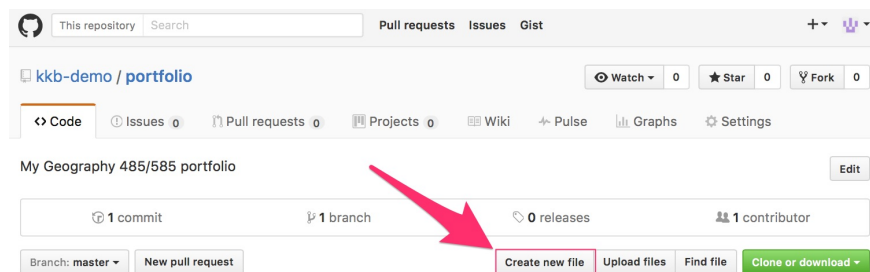 This repository Search Pull requests Issues Gist
kkb-demo / portfolio Watch 0 Star 0 Fork 0
Code Issues 0 Pull requests 0 Projects 0 Wiki Pulse Graphs Settings
My Geography 485/585 portfolio Edit
1 commit 1 branch 0 releases 1 contributor
Branch: master New pull request Create new file Upload files Find file Clone or download